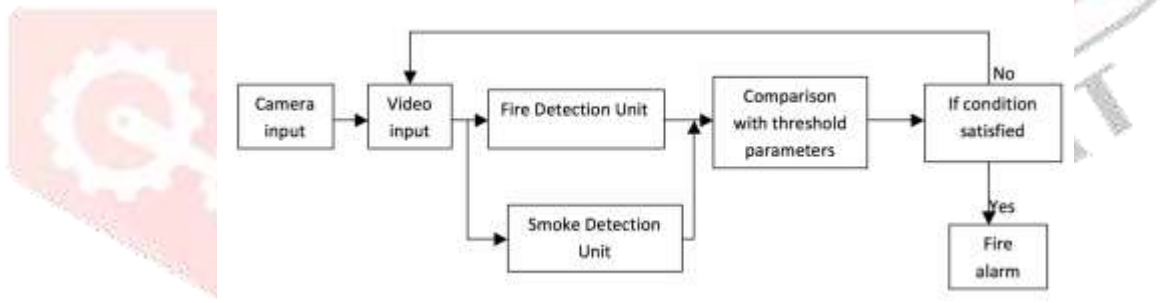 Camera
input
Video
input
Fire Detection Unit
Smoke Detection
Unit
Comparison
with threshold
parameters
If condition
satisfied
No
Yes
Fire
alarm